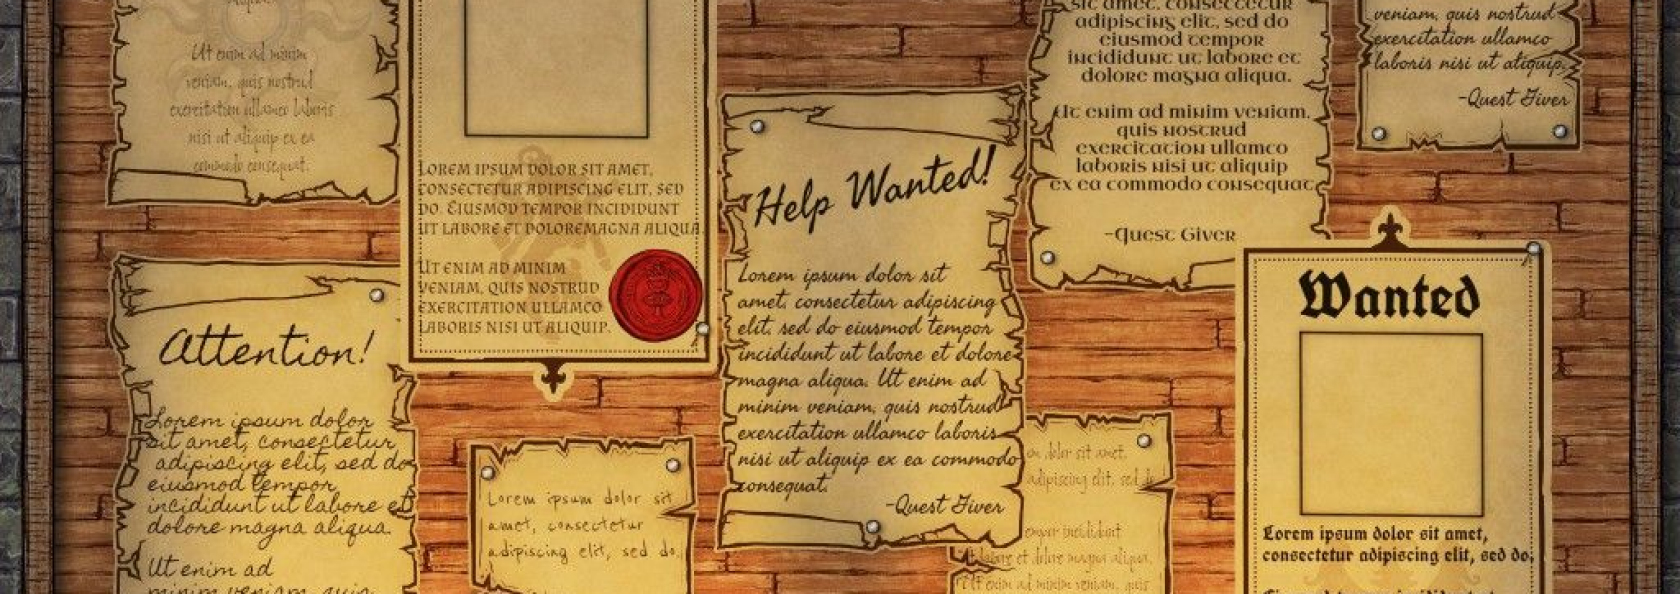 Ut enim ad minim
veniam, quis nostrud
exercitation ullamco laboris
nisi ut aliquip ex ea
commodo consequat.
Attention!
Lorem ipsum dolor
sit amet, consectetur
adipiscing elit, sed do
eiusmod tempor
incididunt ut labore et
dolore magna aliqua.
Ut enim ad
minim veniam, quis
Lorem ipsum dolor sit amet,
consectetur adipiscing elit, sed
do. Eiusmod tempor incididunt
ut labore et doloremagna aliqua.
Ut enim ad minim
veniam, quis nostrud
exercitation ullamco
laboris nisi ut aliquip.
Lorem ipsum dolor sit
amet, consectetur
adipiscing elit, sed do.
Help Wanted!
Lorem ipsum dolor sit
amet, consectetur adipiscing
elit, sed do eiusmod tempor
incididunt ut labore et dolore
magna aliqua. Ut enim ad
minim veniam, quis nostrud
exercitation ullamco laboris
nisi ut aliquip ex ea commodo
consequat.
-Quest Giver
sit amet, consectetur
adipiscing elit, sed do
eiusmod tempor
incididunt ut labore et
dolore magna aliqua.
Ut enim ad minim veniam,
quis nostrud
exercitation ullamco
laboris nisi ut aliquip
ex ea commodo consequat.
-Quest Giver
dolor sit amet,
adipiscing elit, sed do
incididunt
labore et dolore magna aliqua.
Ut enim ad minim veniam, quis
veniam, quis nostrud
exercitation ullamco
laboris nisi ut aliquip.
-Quest Giver
Wanted
Lorem ipsum dolor sit amet,
consectetur adipiscing elit, sed do;